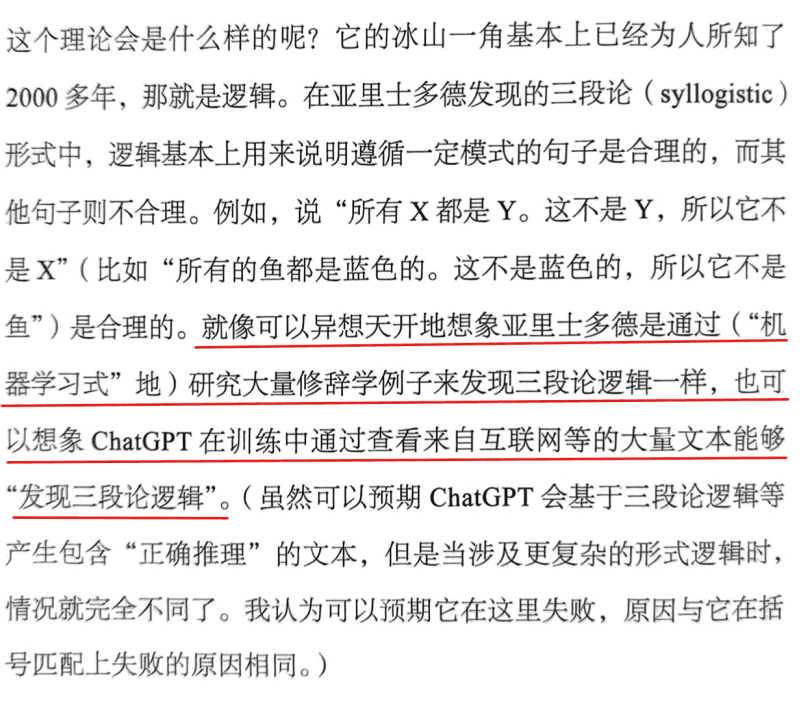 这个理论会是什么样的呢？它的冰山一角基本上已经为人所知了
2000 多年，那就是逻辑。在亚里士多德发现的三段论（syllogistic）
形式中，逻辑基本上用来说明遵循一定模式的句子是合理的，而其
他句子则不合理。例如，说“所有 X 都是 Y。这不是 Y，所以它不
是 X”（比如“所有的鱼都是蓝色的。这不是蓝色的，所以它不是
鱼”）是合理的。就像可以异想天开地想象亚里士多德是通过（“机
器学习式”地）研究大量修辞学例子来发现三段论逻辑一样，也可
以想象 ChatGPT 在训练中通过查看来自互联网等的大量文本能够
“发现三段论逻辑”。（虽然可以预期 ChatGPT 会基于三段论逻辑等
产生包含“正确推理”的文本，但是当涉及更复杂的形式逻辑时，
情况就完全不同了。我认为可以预期它在这里失败，原因与它在括
号匹配上失败的原因相同。）